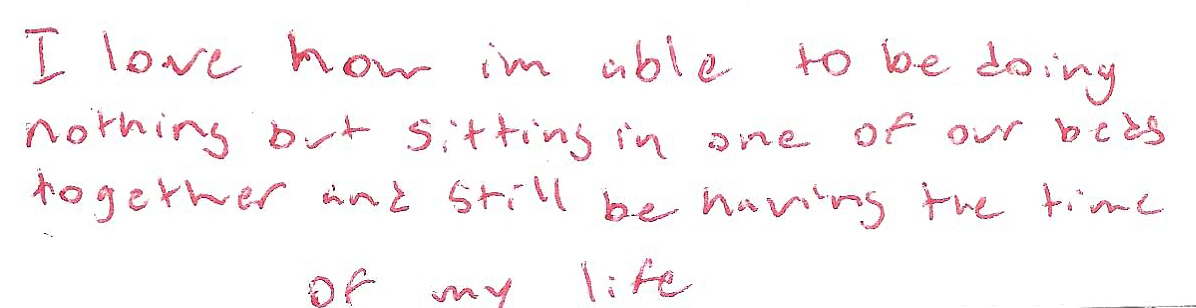 I love how im able to be doing
nothing but sitting in one of our beds
together and still be having the time
of my life